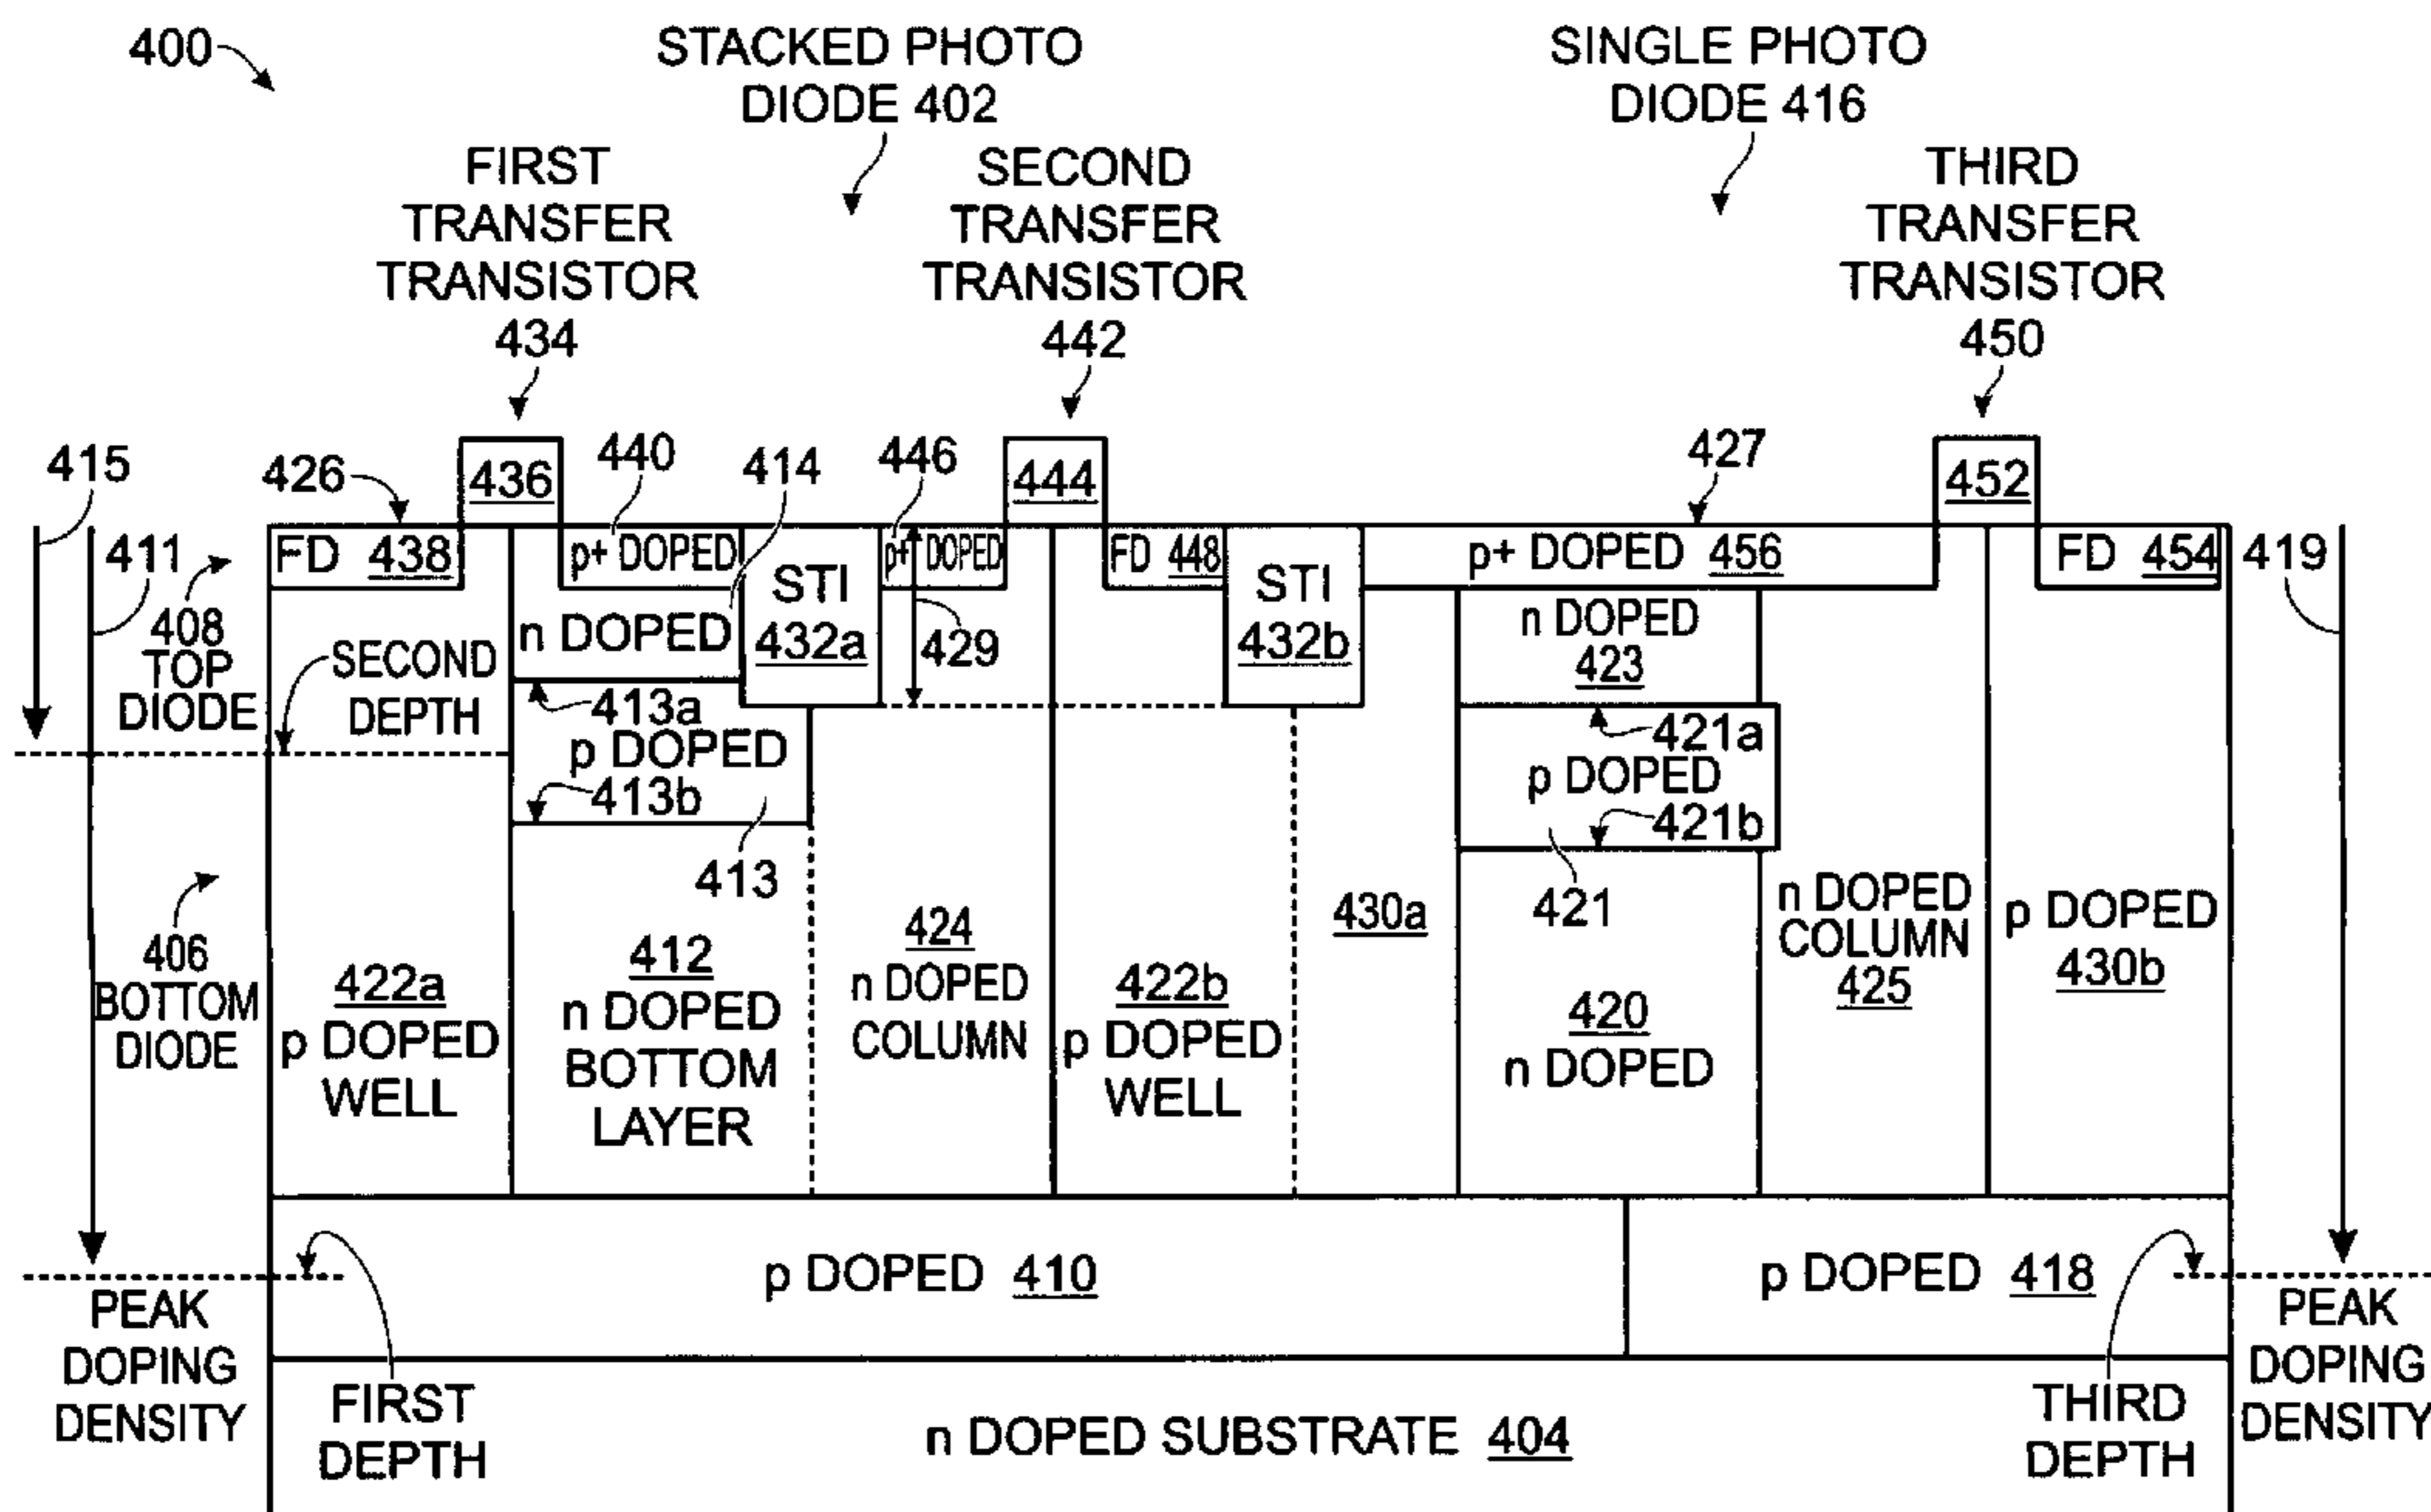 400
STACKED PHOTO
DIODE 402
SINGLE PHOTO
DIODE 416
FIRST
TRANSFER
TRANSISTOR
434
SECOND
TRANSFER
TRANSISTOR
442
THIRD
TRANSFER
TRANSISTOR
450
415
426
436
440
414
446
444
427
452
411
FD 438
p+ DOPED
STI
432a
p+ DOPED
FD 448
STI
432b
p+ DOPED 456
FD 454
419
408
TOP
DIODE
SECOND
DEPTH
n DOPED
429
n DOPED
423
413a
p DOPED
413b
413
421a
p DOPED
421b
421
406
BOTTOM
DIODE
422a
p DOPED
WELL
412
n DOPED
BOTTOM
LAYER
424
n DOPED
COLUMN
422b
p DOPED
WELL
430a
420
n DOPED
n DOPED
COLUMN
425
p DOPED
430b
p DOPED 410
p DOPED 418
PEAK
DOPING
DENSITY
FIRST
DEPTH
n DOPED SUBSTRATE 404
THIRD
DEPTH
PEAK
DOPING
DENSITY